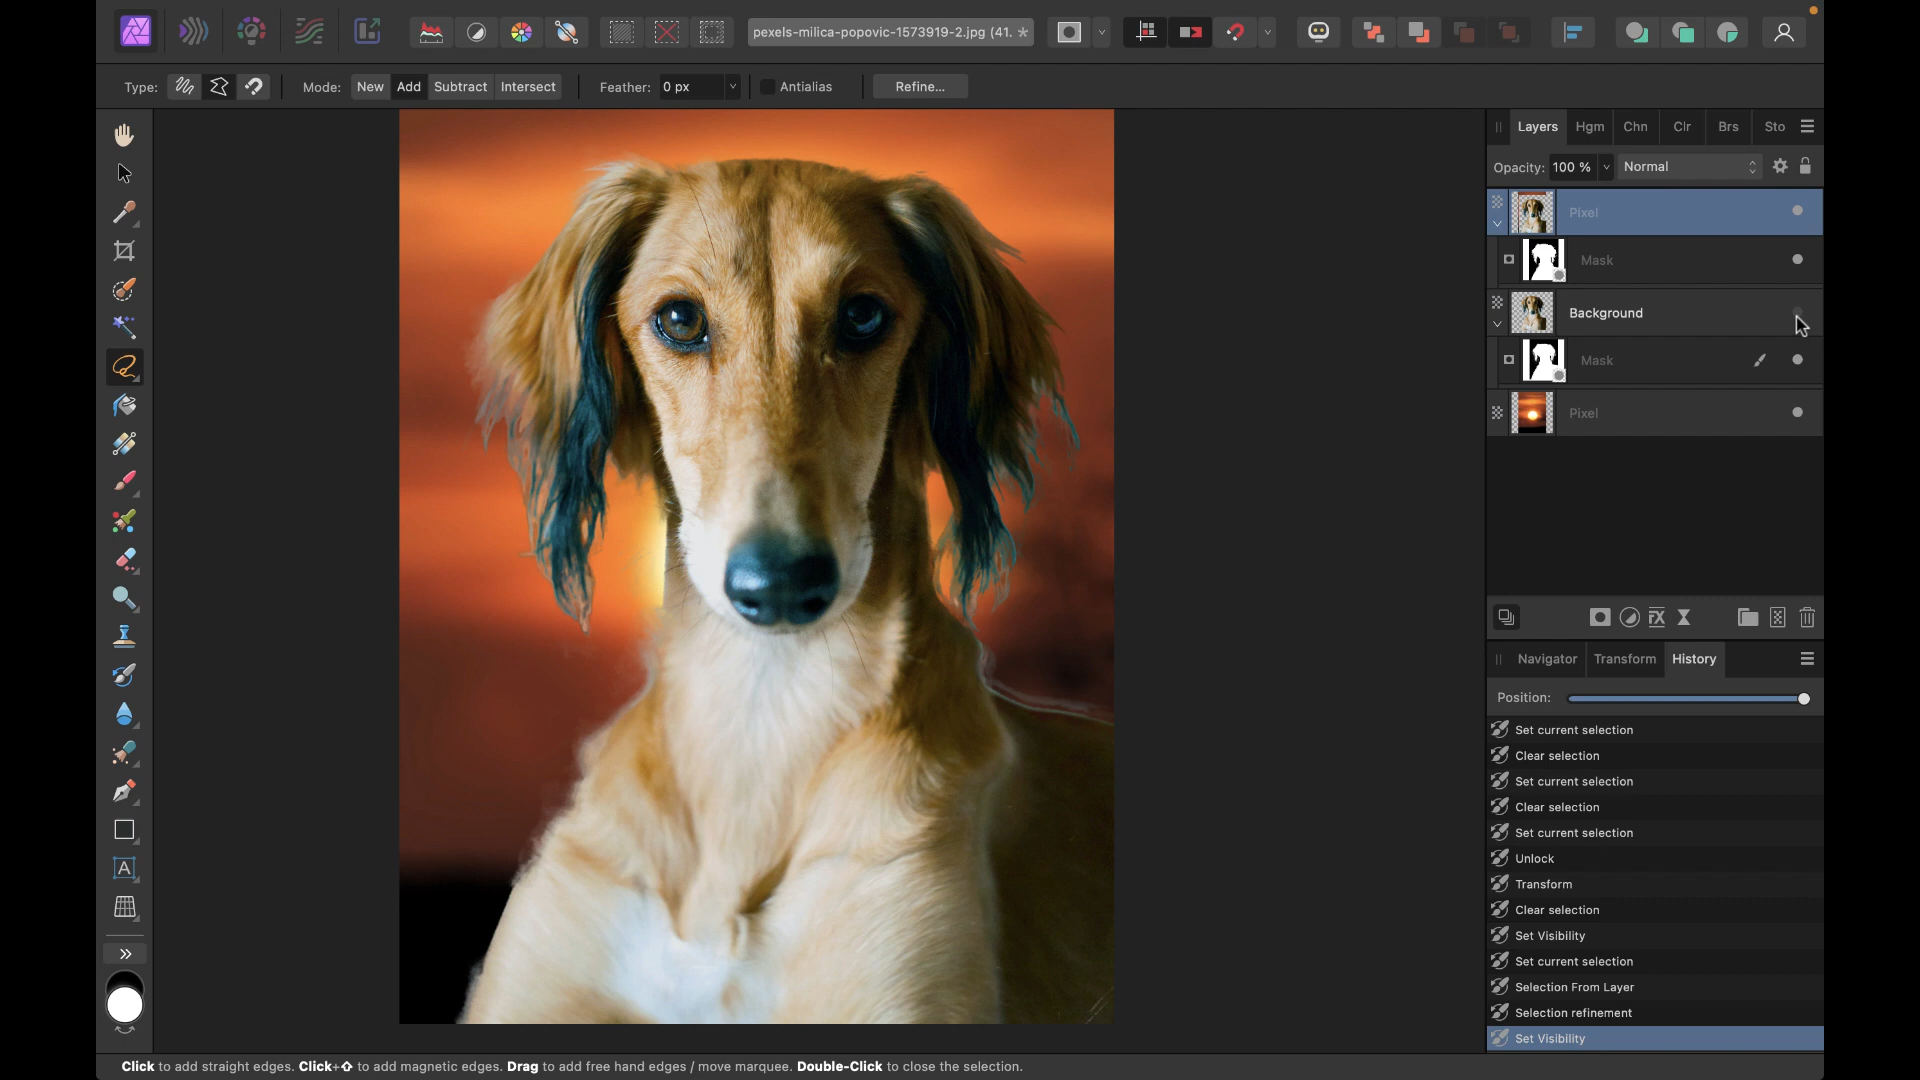 pexels-milica-popovic-1573919-2.jpg (41. *
Type: Mode: New Add Subtract Intersect Feather: 0 px Antialias Refine...
Layers Hgm Chn Clr Brs Sto
Opacity: 100 % Normal
Pixel
Mask
Background
Mask
Pixel
Navigator Transform History
Position:
Set current selection
Clear selection
Set current selection
Clear selection
Set current selection
Unlock
Transform
Clear selection
Set Visibility
Set current selection
Selection From Layer
Selection refinement
Set Visibility
Click to add straight edges. Click+⇧ to add magnetic edges. Drag to add free hand edges / move marquee. Double-Click to close the selection.